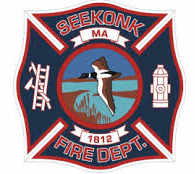 SEEKONK
MA
1812
FIRE DEPT.